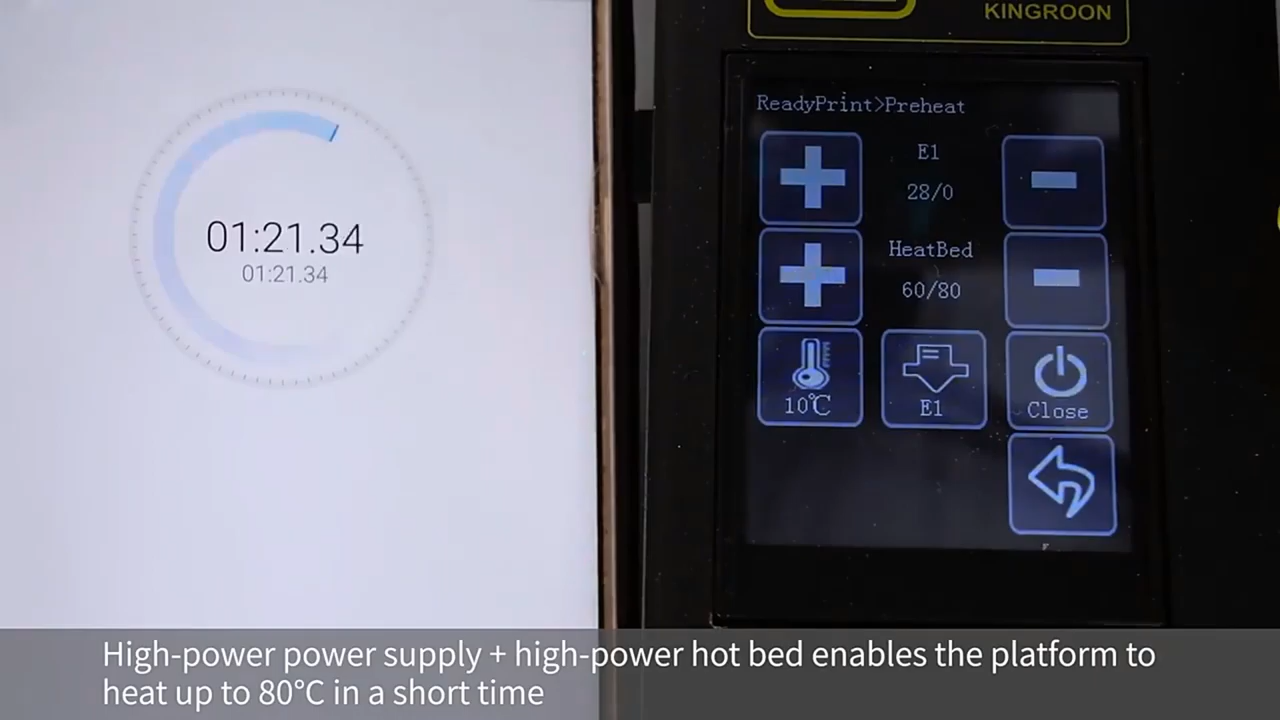 KINGROON
ReadyPrint>Preheat
E1
28/0
01:21.34
01:21.34
HeatBed
60/80
10℃
E1
Close
High-power power supply + high-power hot bed enables the platform to
heat up to 80°C in a short time